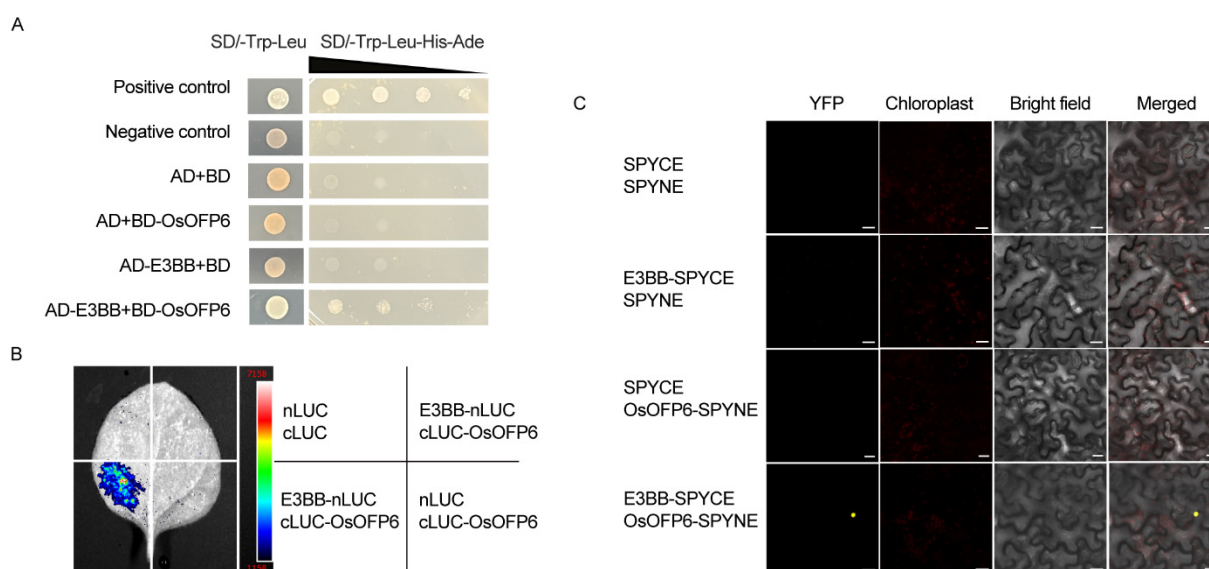 A
SD/-Trp-Leu
SD/-Trp-Leu-His-Ade
Positive control
Negative control
AD+BD
AD+BD-OsOFP6
AD-E3BB+BD
AD-E3BB+BD-OsOFP6
B
7158
nLUC
cLUC
E3BB-nLUC
cLUC-OsOFP6
E3BB-nLUC
cLUC-OsOFP6
nLUC
cLUC-OsOFP6
C
YFP
Chloroplast
Bright field
Merged
SPYCE
SPYNE
E3BB-SPYCE
SPYNE
SPYCE
OsOFP6-SPYNE
E3BB-SPYCE
OsOFP6-SPYNE